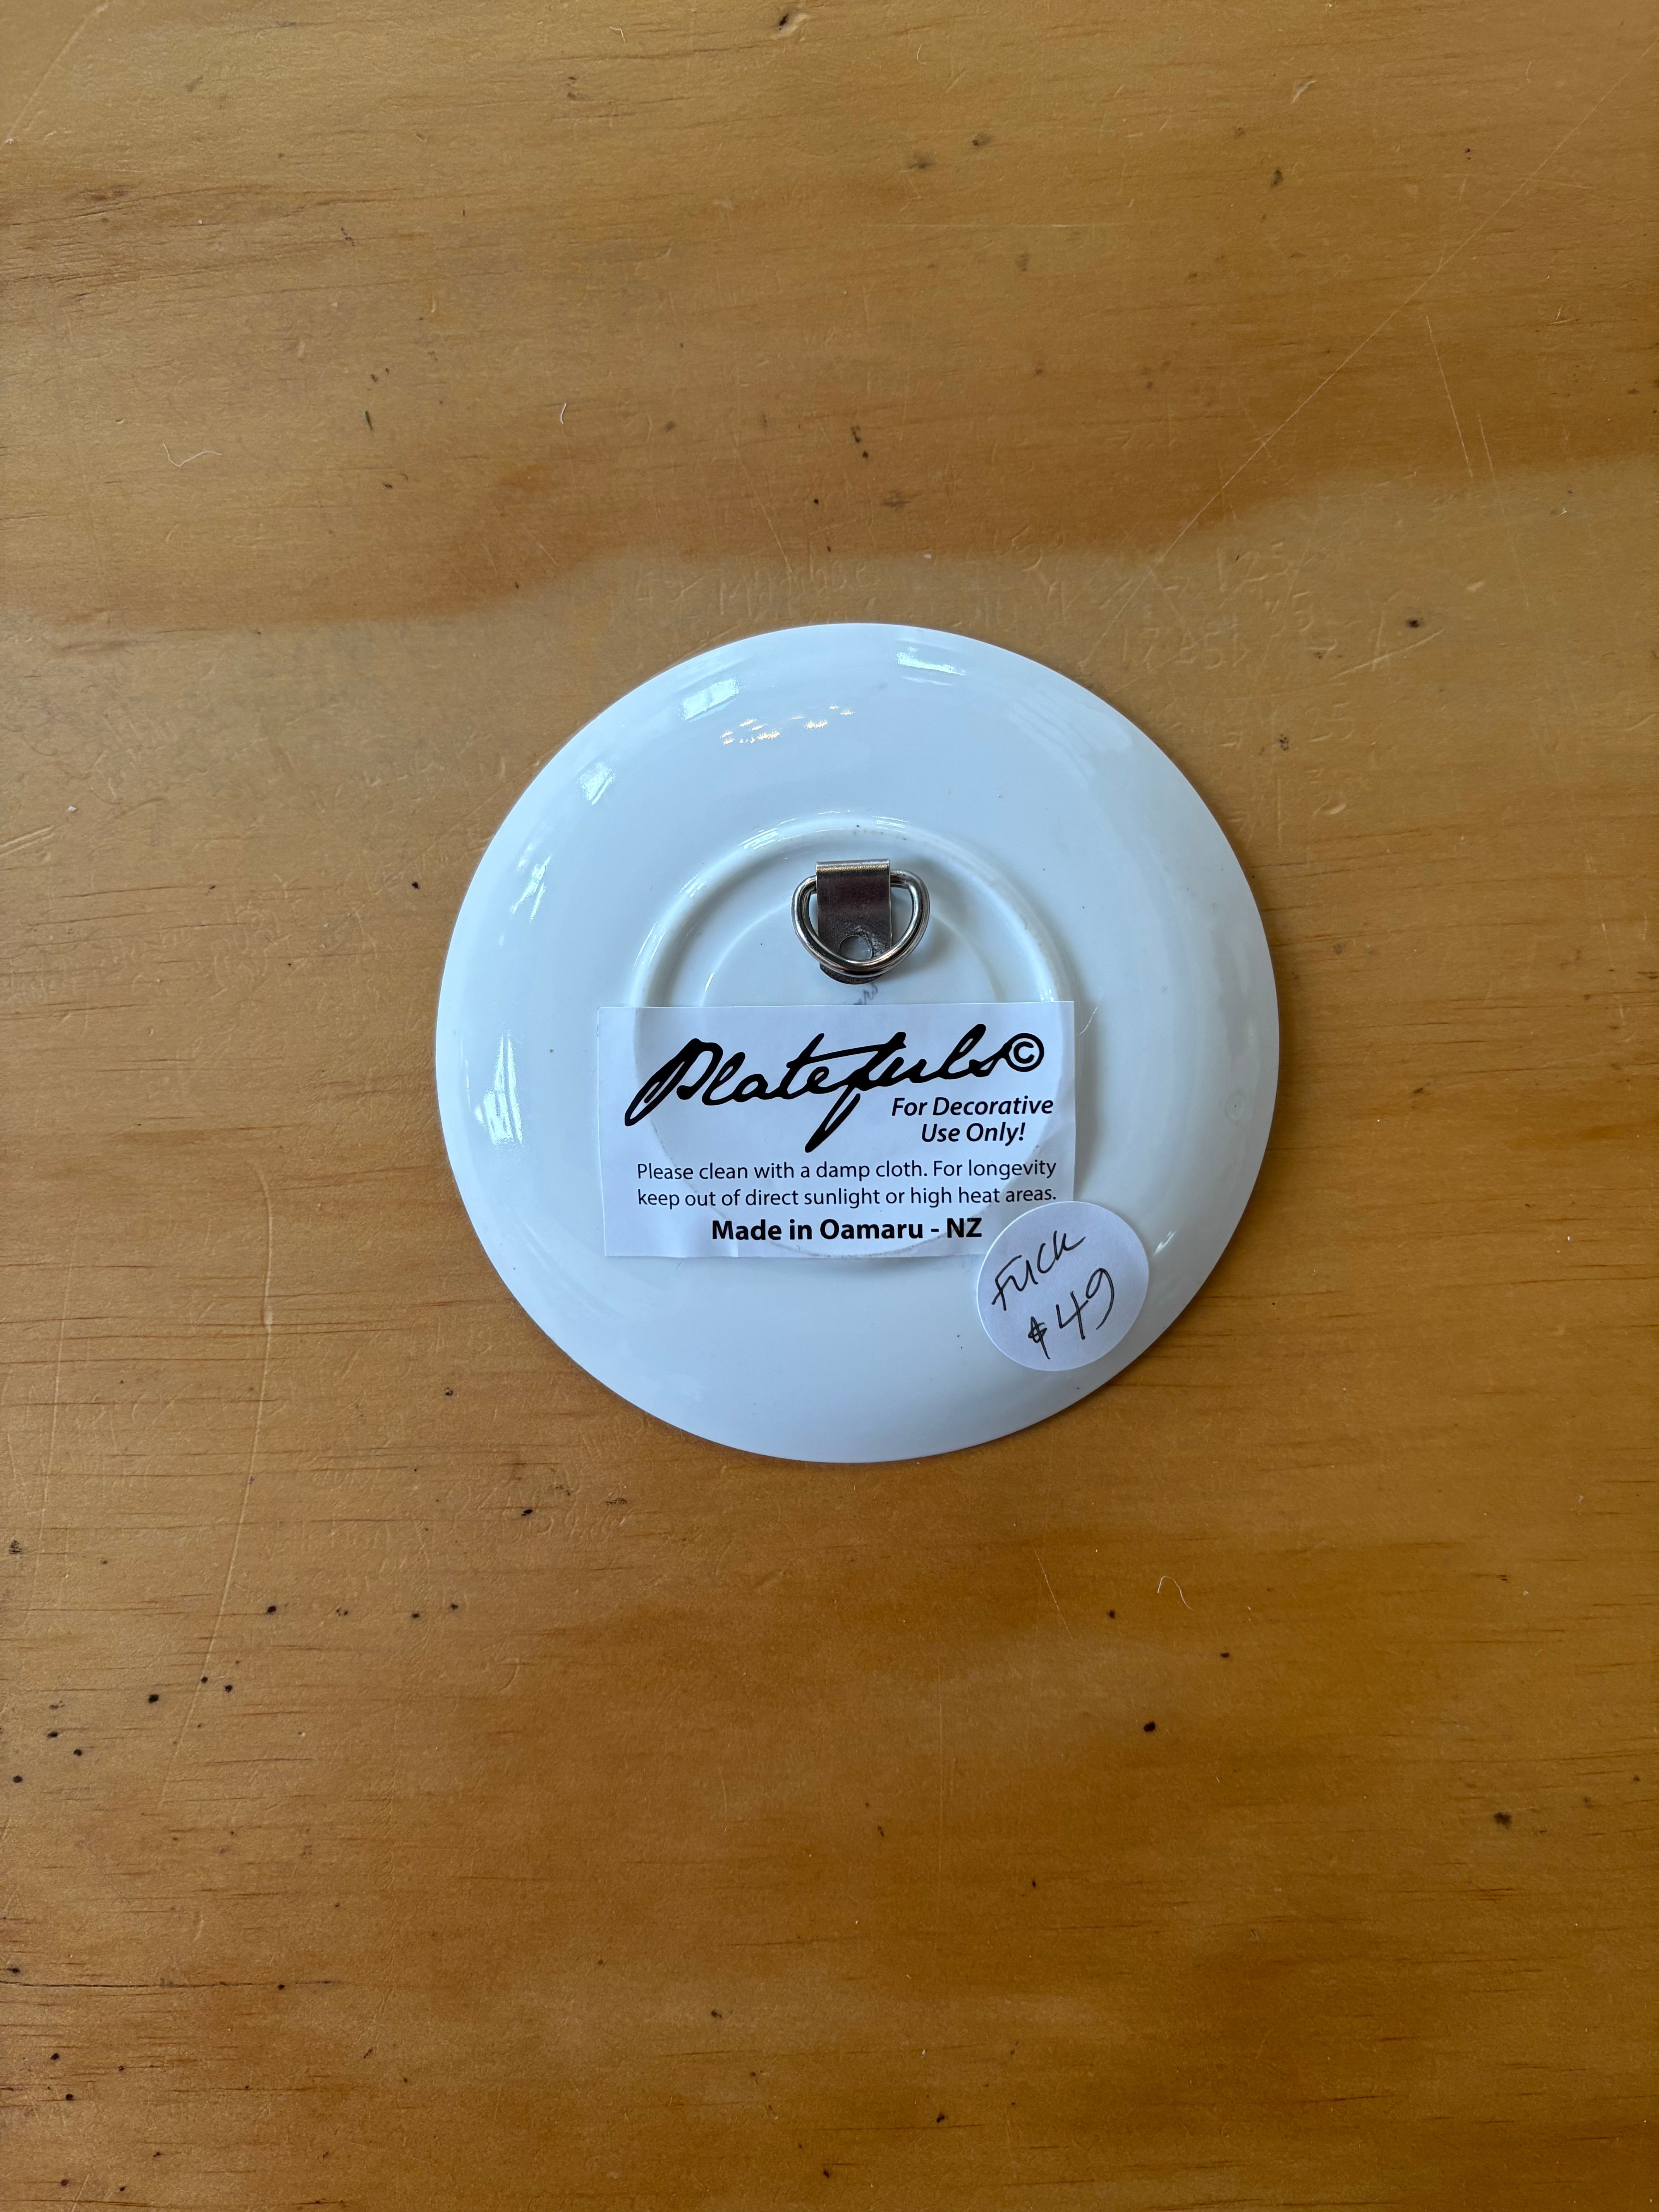 Platefuls©
For Decorative
Use Only!
Please clean with a damp cloth. For longevity
keep out of direct sunlight or high heat areas.
Made in Oamaru - NZ
Fuck
$49